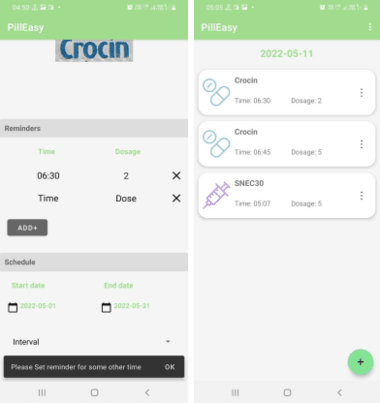 04:50
PillEasy
Crocin
Reminders
Time Dosage
06:30 2
Time Dose
ADD+
Schedule
Start date End date
2022-05-01 2022-05-31
Interval
Please Set reminder for some other time OK
05:05
PillEasy
2022-05-11
Crocin
Time: 06:30 Dosage: 2
Crocin
Time: 06:45 Dosage: 5
SNEC30
Time: 05:07 Dosage: 5
+